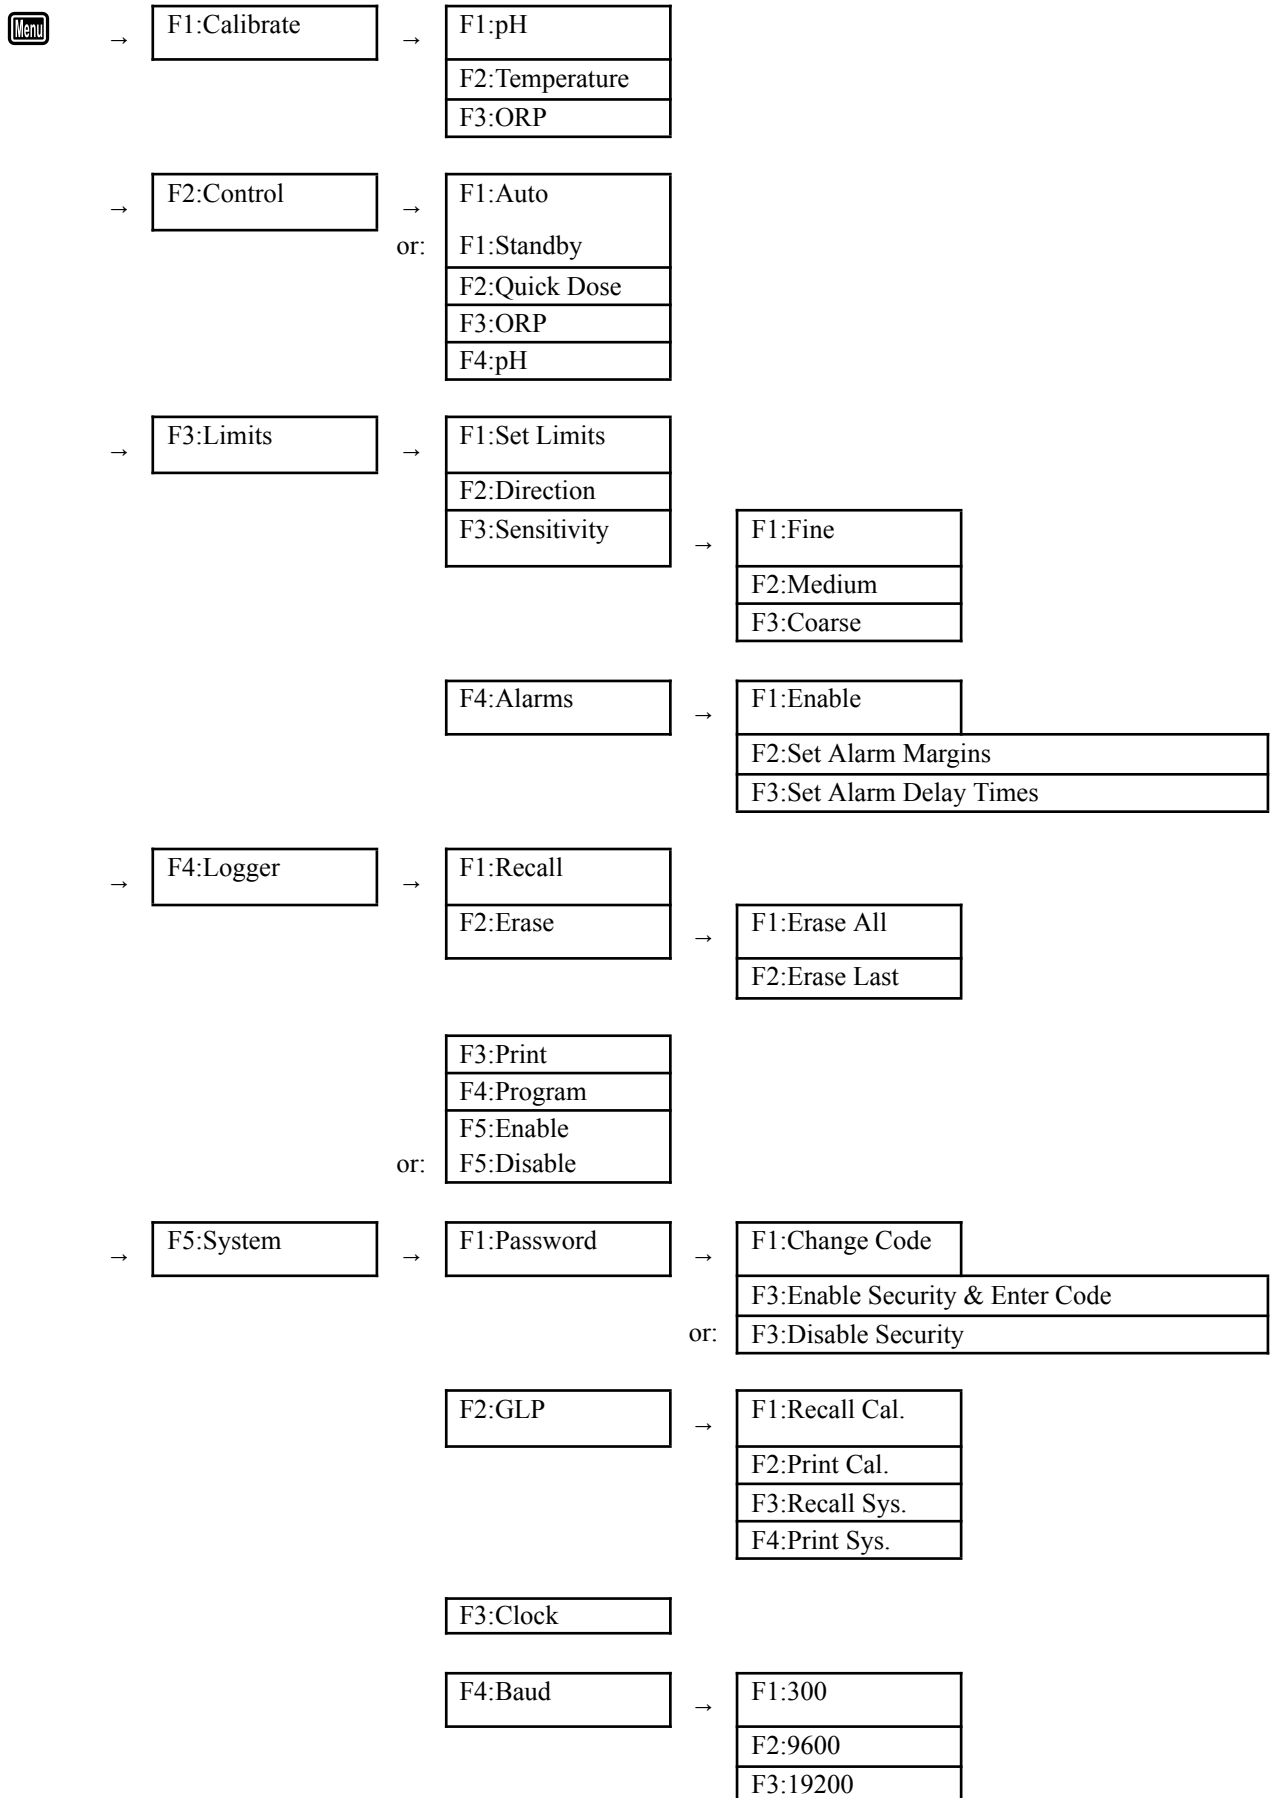 Menu
→ F1:Calibrate → F1:pH
F2:Temperature
F3:ORP
→ F2:Control → F1:Auto
or: F1:Standby
F2:Quick Dose
F3:ORP
F4:pH
→ F3:Limits → F1:Set Limits
F2:Direction
F3:Sensitivity → F1:Fine
F2:Medium
F3:Coarse
F4:Alarms → F1:Enable
F2:Set Alarm Margins
F3:Set Alarm Delay Times
→ F4:Logger → F1:Recall
F2:Erase → F1:Erase All
F2:Erase Last
F3:Print
F4:Program
F5:Enable
or: F5:Disable
→ F5:System → F1:Password → F1:Change Code
F3:Enable Security & Enter Code
or: F3:Disable Security
F2:GLP → F1:Recall Cal.
F2:Print Cal.
F3:Recall Sys.
F4:Print Sys.
F3:Clock
F4:Baud → F1:300
F2:9600
F3:19200